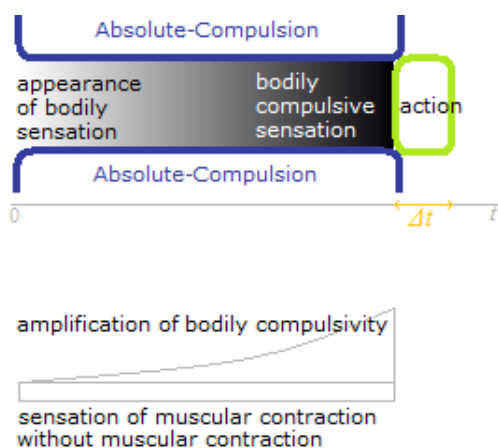 Absolute-Compulsion
appearance
of bodily
sensation
bodily
compulsive
sensation
action
Absolute-Compulsion
0
Δt
t
amplification of bodily compulsivity
sensation of muscular contraction
without muscular contraction